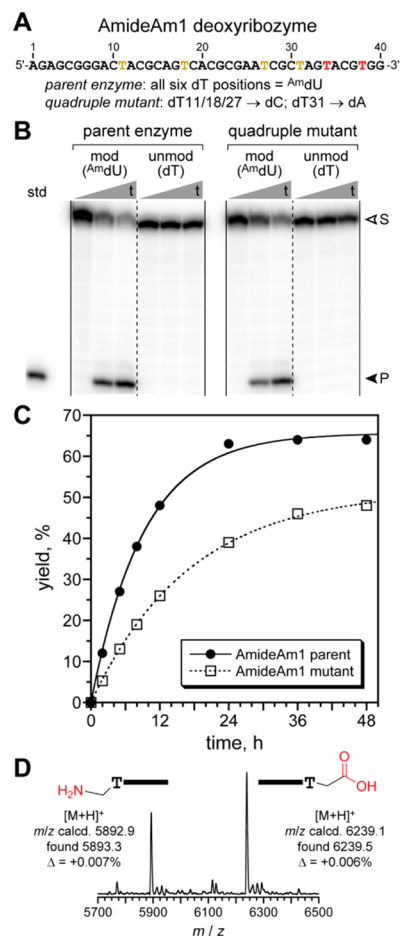 A AmideAm1 deoxyribozyme
1 10 20 30 40
5'-AGAGCGGGACTACGCAGTCACGCGAATCGCTAGTACGTGG-3'
parent enzyme: all six dT positions = AmdU
quadruple mutant: dT11/18/27 → dC; dT31 → dA
B parent enzyme quadruple mutant
mod unmod mod unmod
(AmdU) (dT) (AmdU) (dT)
std t t t t
S
P
C
70
60
50
40
30
20
10
0
yield, %
AmideAm1 parent
AmideAm1 mutant
0 12 24 36 48
time, h
D
H2N T
T O OH
[M+H]+
m/z calcd. 5892.9
found 5893.3
Δ = +0.007%
[M+H]+
m/z calcd. 6239.1
found 6239.5
Δ = +0.006%
5700 5900 6100 6300 6500
m / z